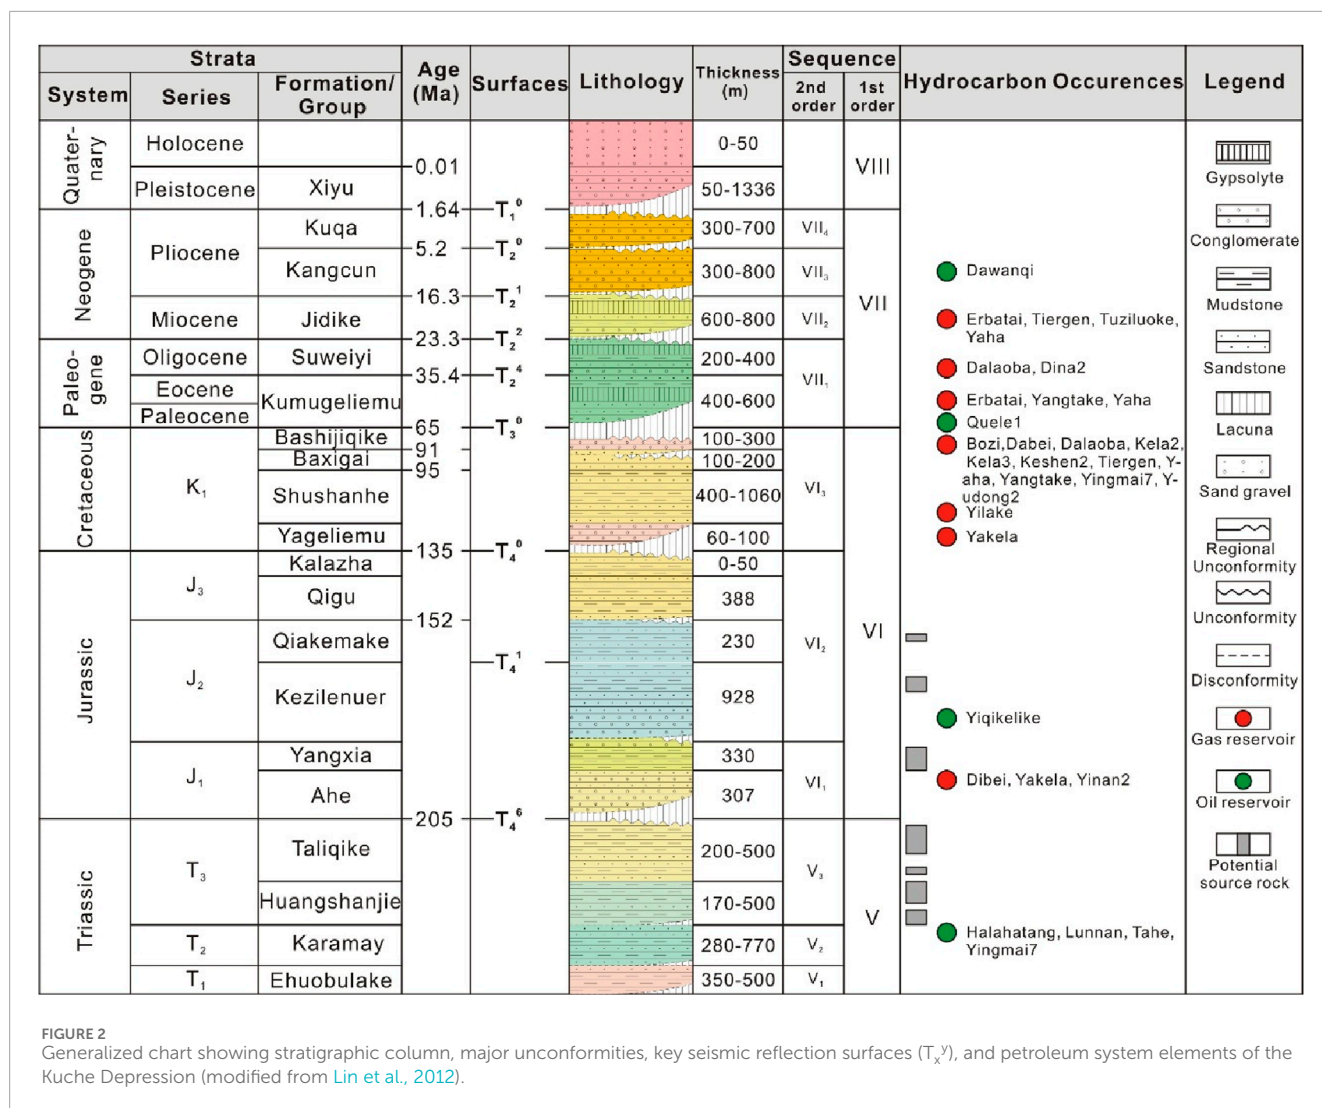 Strata
System
Series
Formation/
Group
Age
(Ma)
Surfaces
Lithology
Thickness
(m)
Sequence
2nd
order
1st
order
Hydrocarbon Occurences
Legend
Quater-
nary
Holocene
0-50
0.01
Pleistocene
Xiyu
50-1336
VIII
1.64
T₁⁰
Neogene
Pliocene
Kuqa
300-700
VII₄
5.2
T₂⁰
Kangcun
300-800
VII₃
Dawanqi
16.3
T₂¹
VII
Miocene
Jidike
600-800
VII₂
Erbatai, Tiergen, Tuziluoke,
Yaha
23.3
T₂²
Paleo-
gene
Oligocene
Suweiyi
200-400
VII₁
Dalaoba, Dina2
35.4
T₂⁴
Eocene
Paleocene
Kumugeliemu
400-600
Erbatai, Yangtake, Yaha
Quele1
65
T₃⁰
Cretaceous
K₁
Bashijiqike
100-300
Bozi,Dabei, Dalaoba, Kela2,
Kela3, Keshen2, Tiergen, Y-
aha, Yangtake, Yingmai7, Y-
udong2
91
Baxigai
100-200
95
Shushanhe
400-1060
VI₃
Yilake
Yageliemu
60-100
Yakela
135
T₄⁰
Jurassic
J₃
Kalazha
0-50
Qigu
388
152
VI
J₂
Qiakemake
230
VI₂
T₄¹
Kezilenuer
928
Yiqikelike
J₁
Yangxia
330
VI₁
Ahe
307
Dibei, Yakela, Yinan2
205
T₄⁶
Triassic
T₃
Taliqike
200-500
V₃
Huangshanjie
170-500
V
T₂
Karamay
280-770
V₂
Halahatang, Lunnan, Tahe,
Yingmai7
T₁
Ehuobulake
350-500
V₁
Gypsolyte
Conglomerate
Mudstone
Sandstone
Lacuna
Sand gravel
Regional
Unconformity
Unconformity
Disconformity
Gas reservoir
Oil reservoir
Potential
source rock
FIGURE 2
Generalized chart showing stratigraphic column, major unconformities, key seismic reflection surfaces (Tₓʸ), and petroleum system elements of the
Kuche Depression (modified from Lin et al., 2012).